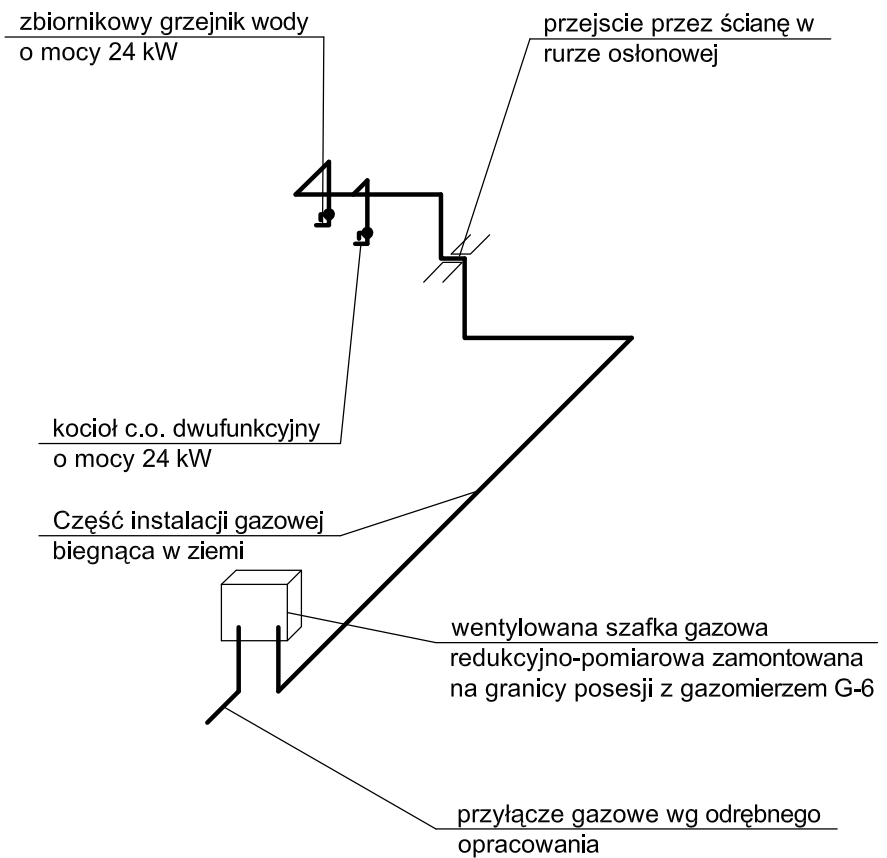 zbiornikowy grzejnik wody
o mocy 24 kW
przejscie przez ścianę w
rurze osłonowej
kocioł c.o. dwufunkcyjny
o mocy 24 kW
Część instalacji gazowej
biegnąca w ziemi
wentylowana szafka gazowa
redukcyjno-pomiarowa zamontowana
na granicy posesji z gazomierzem G-6
przyłącze gazowe wg odrębnego
opracowania